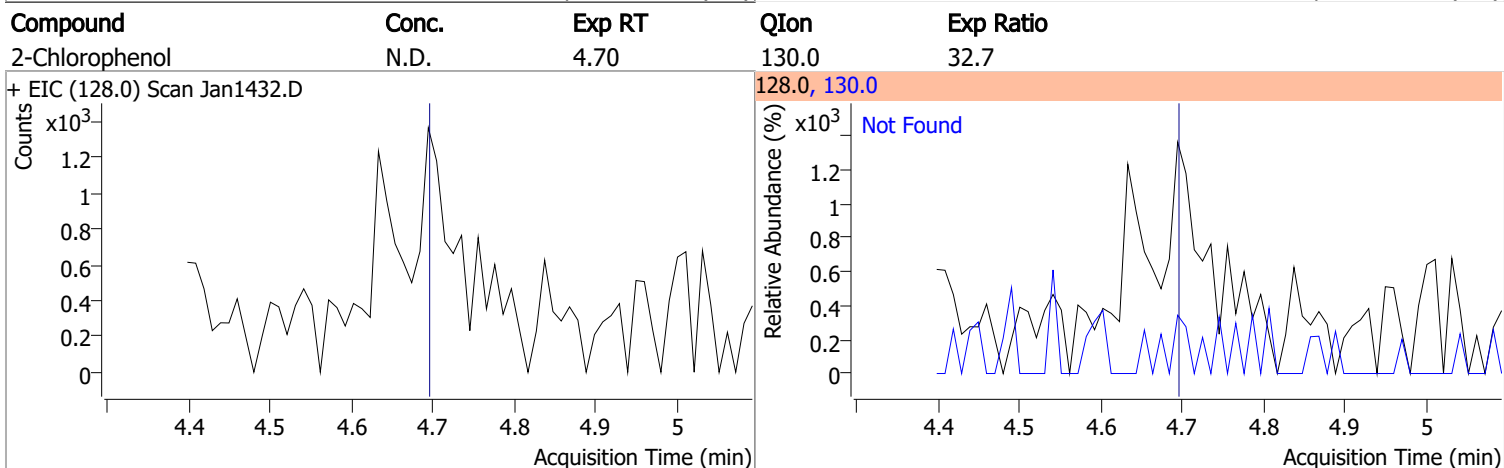 Compound Conc. Exp RT QIon Exp Ratio
2-Chlorophenol N.D. 4.70 130.0 32.7
+ EIC (128.0) Scan Jan1432.D
Counts
x10³
1.2
1
0.8
0.6
0.4
0.2
0
4.4 4.5 4.6 4.7 4.8 4.9 5
Acquisition Time (min)
128.0, 130.0
Relative Abundance (%)
x10³
Not Found
1.2
1
0.8
0.6
0.4
0.2
0
4.4 4.5 4.6 4.7 4.8 4.9 5
Acquisition Time (min)